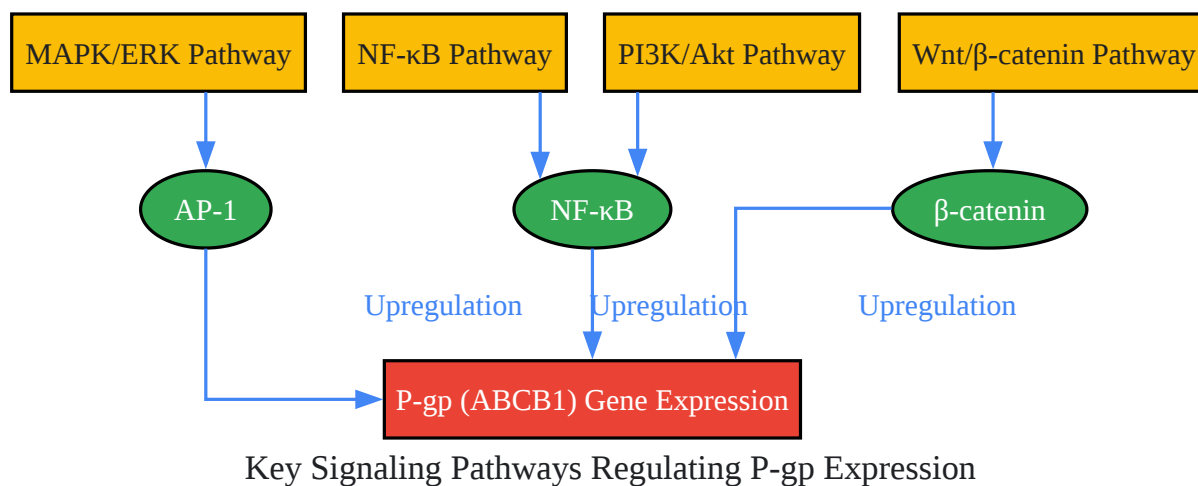 MAPK/ERK Pathway
NF-κB Pathway
PI3K/Akt Pathway
Wnt/β-catenin Pathway
AP-1
NF-κB
β-catenin
Upregulation
Upregulation
Upregulation
P-gp (ABCB1) Gene Expression
Key Signaling Pathways Regulating P-gp Expression